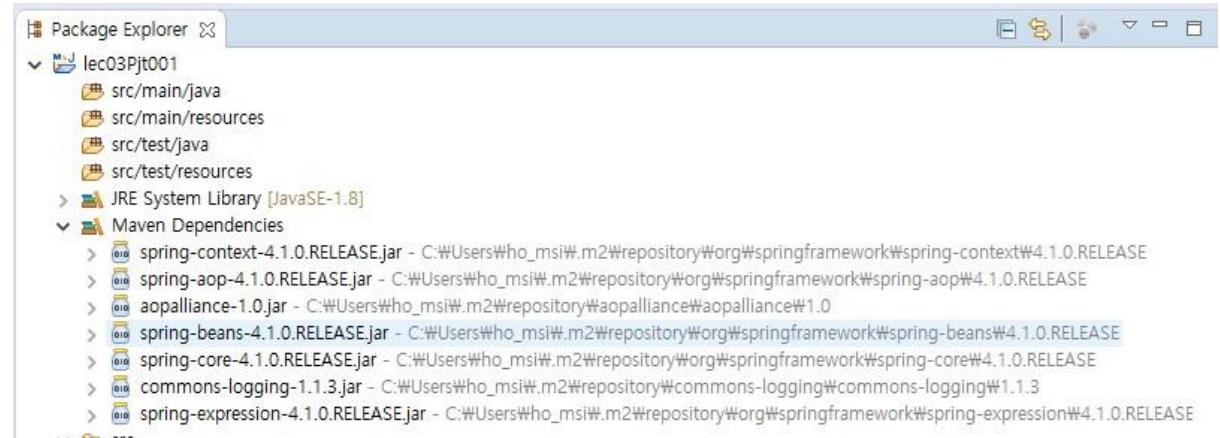 Package Explorer
lec03Pjt001
src/main/java
src/main/resources
src/test/java
src/test/resources
JRE System Library [JavaSE-1.8]
Maven Dependencies
spring-context-4.1.0.RELEASE.jar - C:₩Users₩ho_msi₩.m2₩repository₩org₩springframework₩spring-context₩4.1.0.RELEASE
spring-aop-4.1.0.RELEASE.jar - C:₩Users₩ho_msi₩.m2₩repository₩org₩springframework₩spring-aop₩4.1.0.RELEASE
aopalliance-1.0.jar - C:₩Users₩ho_msi₩.m2₩repository₩aopalliance₩aopalliance₩1.0
spring-beans-4.1.0.RELEASE.jar - C:₩Users₩ho_msi₩.m2₩repository₩org₩springframework₩spring-beans₩4.1.0.RELEASE
spring-core-4.1.0.RELEASE.jar - C:₩Users₩ho_msi₩.m2₩repository₩org₩springframework₩spring-core₩4.1.0.RELEASE
commons-logging-1.1.3.jar - C:₩Users₩ho_msi₩.m2₩repository₩commons-logging₩commons-logging₩1.1.3
spring-expression-4.1.0.RELEASE.jar - C:₩Users₩ho_msi₩.m2₩repository₩org₩springframework₩spring-expression₩4.1.0.RELEASE